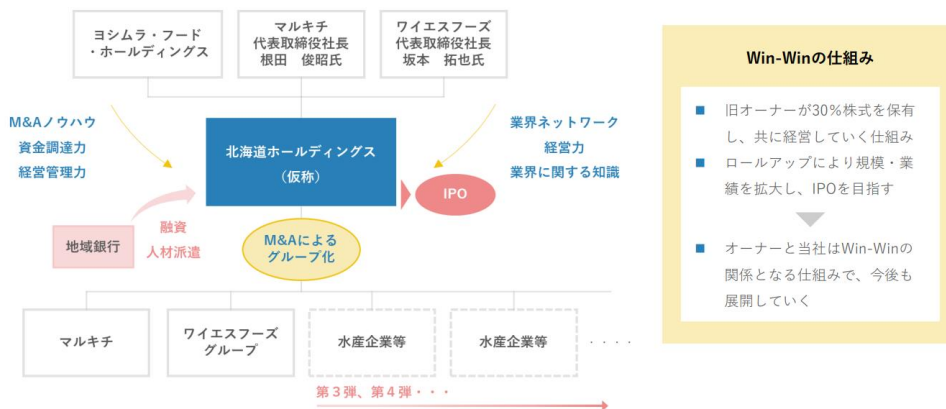 ヨシムラ・フード
・ホールディングス
マルキチ
代表取締役社長
根田 俊昭氏
ワイエスフーズ
代表取締役社長
坂本 拓也氏
M&Aノウハウ
資金調達力
経営管理力
北海道ホールディングス
(仮称)
業界ネットワーク
経営力
業界に関する知識
IPO
地域銀行
融資
人材派遣
M&Aによる
グループ化
マルキチ
ワイエスフーズ
グループ
水産企業等
水産企業等
・・・・
第3弾、第4弾・・・
Win-Winの仕組み
■ 旧オーナーが30%株式を保有
し、共に経営していく仕組み
■ ロールアップにより規模・業
績を拡大し、IPOを目指す
■ オーナーと当社はWin-Winの
関係となる仕組みで、今後も
展開していく